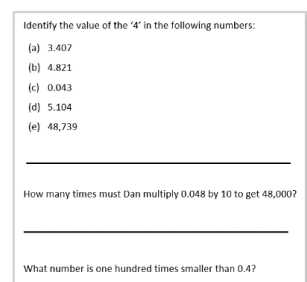 Identify the value of the ‘4’ in the following numbers:
(a) 3.407
(b) 4.821
(c) 0.043
(d) 5.104
(e) 48,739
How many times must Dan multiply 0.048 by 10 to get 48,000?
What number is one hundred times smaller than 0.4?